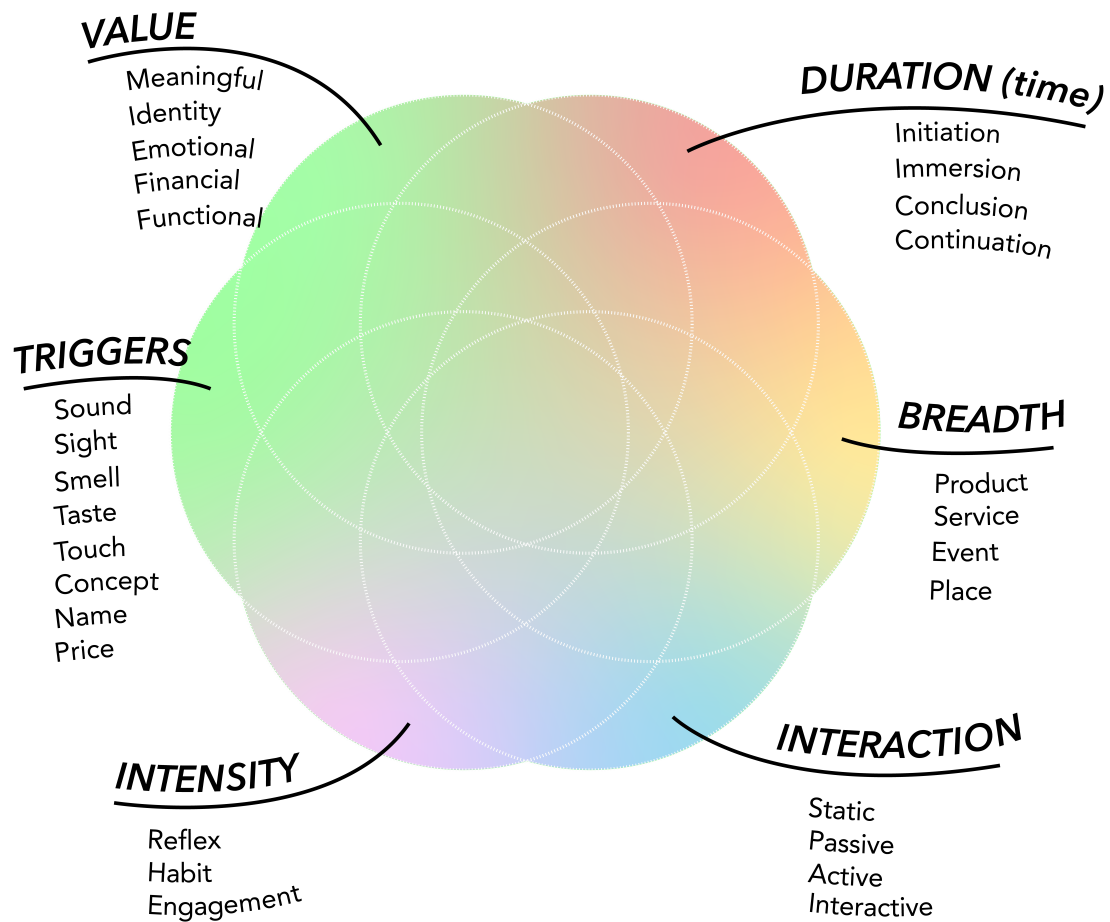 VALUE
Meaningful
Identity
Emotional
Financial
Functional
DURATION (time)
Initiation
Immersion
Conclusion
Continuation
TRIGGERS
Sound
Sight
Smell
Taste
Touch
Concept
Name
Price
BREADTH
Product
Service
Event
Place
INTENSITY
Reflex
Habit
Engagement
INTERACTION
Static
Passive
Active
Interactive